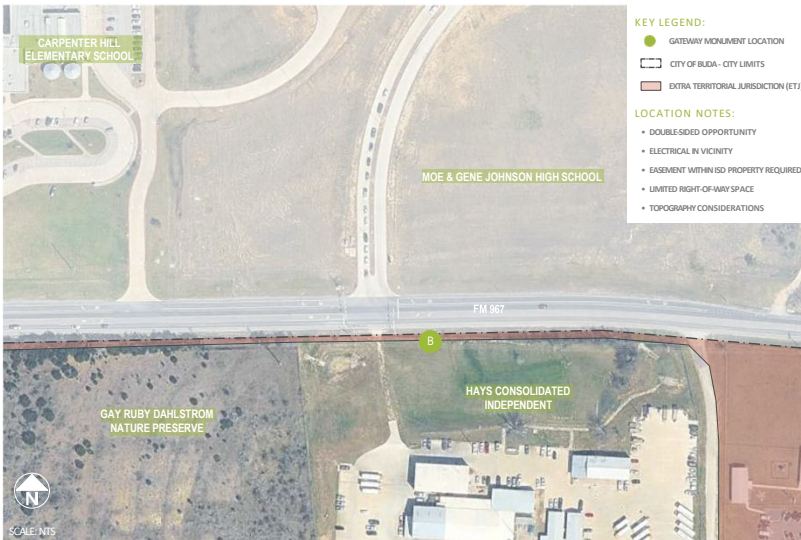 CARPENTER HILL
ELEMENTARY SCHOOL
MOE & GENE JOHNSON HIGH SCHOOL
KEY LEGEND:
GATEWAY MONUMENT LOCATION
CITY OF BUDA - CITY LIMITS
EXTRA TERRITORIAL JURISDICTION (ETJ)
LOCATION NOTES:
• DOUBLE-SIDED OPPORTUNITY
• ELECTRICAL IN VICINITY
• EASEMENT WITHIN ISD PROPERTY REQUIRED
• LIMITED RIGHT-OF-WAY SPACE
• TOPOGRAPHY CONSIDERATIONS
FM 967
B
GAY RUBY DAHLSTROM
NATURE PRESERVE
HAYS CONSOLIDATED
INDEPENDENT
N
SCALE: NTS